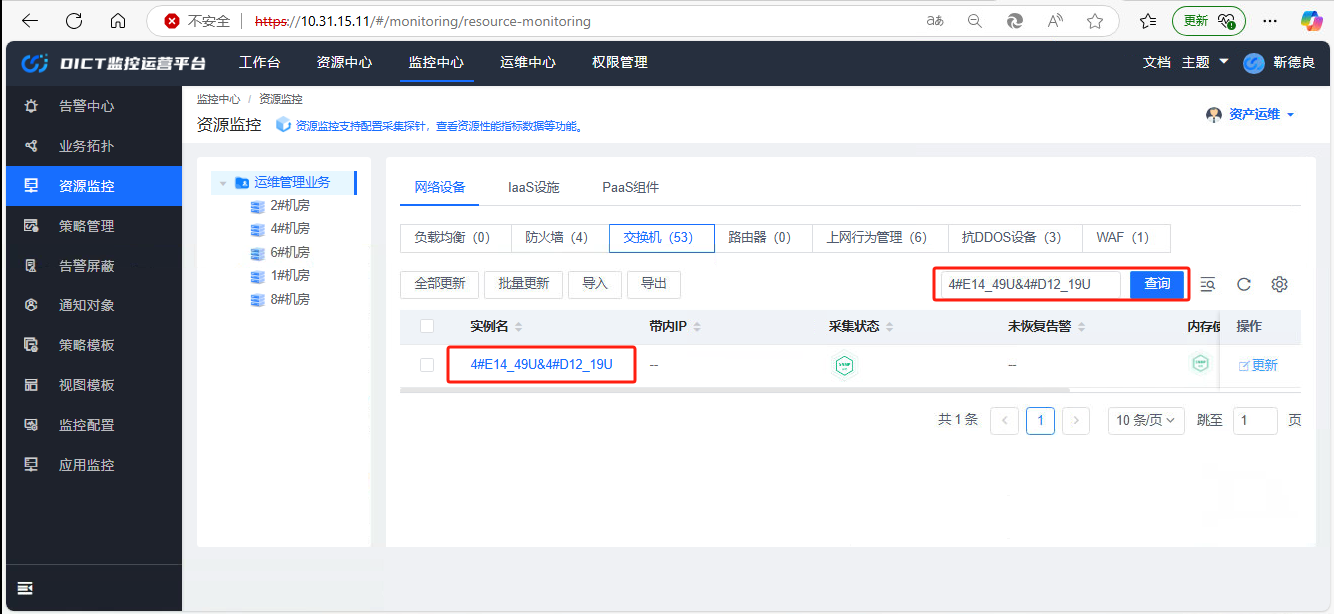 不安全 https://10.31.15.11/#/monitoring/resource-monitoring 更新
DICT监控运营平台 工作台 资源中心 监控中心 运维中心 权限管理 文档 主题 靳德良
告警中心
业务拓扑
资源监控
策略管理
告警屏蔽
通知对象
策略模板
视图模板
监控配置
应用监控
监控中心 / 资源监控
资源监控 资源监控支持配置采集探针，查看资源性能指标数据等功能。 资产运维
运维管理业务
2#机房
4#机房
6#机房
1#机房
8#机房
网络设备 IaaS设施 PaaS组件
负载均衡（0） 防火墙（4） 交换机（53） 路由器（0） 上网行为管理（6） 抗DDOS设备（3） WAF（1）
全部更新 批量更新 导入 导出 4#E14_49U&4#D12_19U 查询
实例名 带内IP 采集状态 未恢复告警 内存使 操作
4#E14_49U&4#D12_19U -- -- 更新
共 1 条 1 10 条/页 跳至 1 页